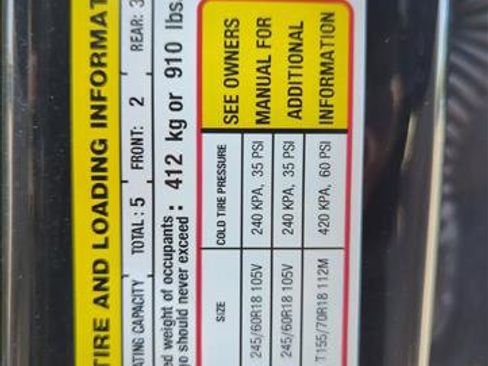 TIRE AND LOADING INFORMAT
ATING CAPACITY TOTAL : 5 FRONT: 2 REAR: 3
ed weight of occupants
o should never exceed : 412 kg or 910 lbs.
SIZE COLD TIRE PRESSURE SEE OWNERS
245/60R18 105V 240 KPA, 35 PSI MANUAL FOR
245/60R18 105V 240 KPA, 35 PSI ADDITIONAL
T155/70R18 112M 420 KPA, 60 PSI INFORMATION